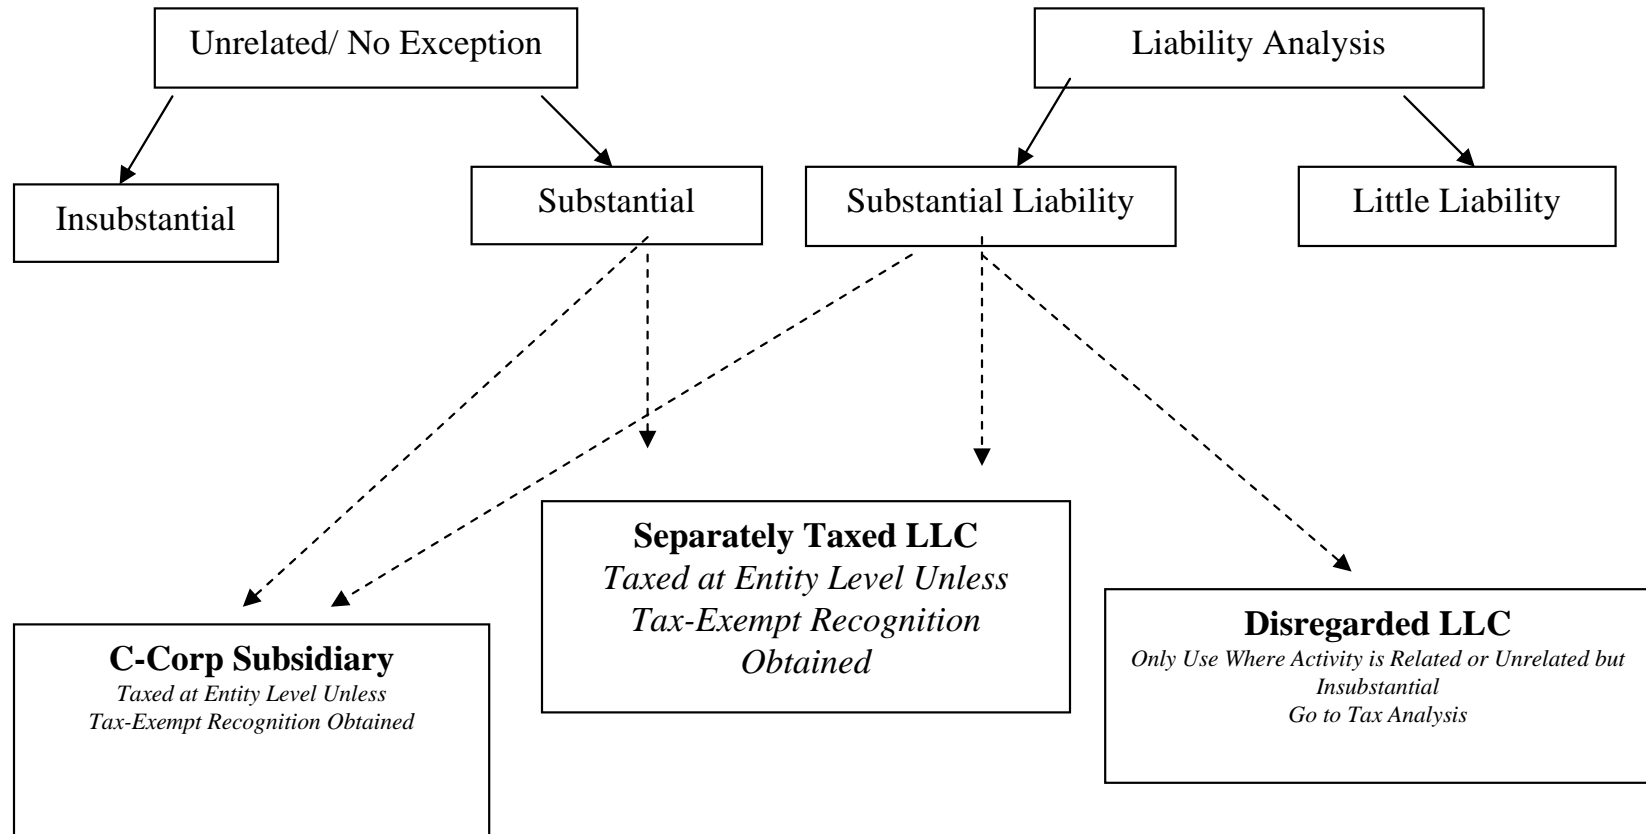 Unrelated/ No Exception
Liability Analysis
Insubstantial
Substantial
Substantial Liability
Little Liability
Separately Taxed LLC
Taxed at Entity Level Unless
Tax-Exempt Recognition
Obtained
C-Corp Subsidiary
Taxed at Entity Level Unless
Tax-Exempt Recognition Obtained
Disregarded LLC
Only Use Where Activity is Related or Unrelated but
Insubstantial
Go to Tax Analysis